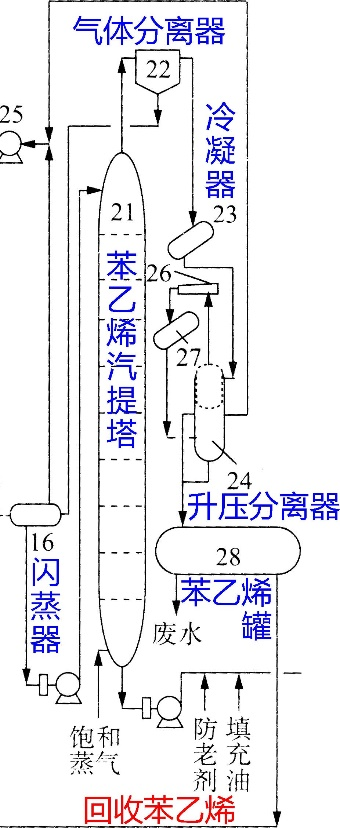 气体分离器
22
25
冷凝器
23
21
26
苯乙烯汽提塔
27
24
升压分离器
16
28
闪蒸器
苯乙烯罐
废水
饱和蒸气
防老剂
填充油
回收苯乙烯